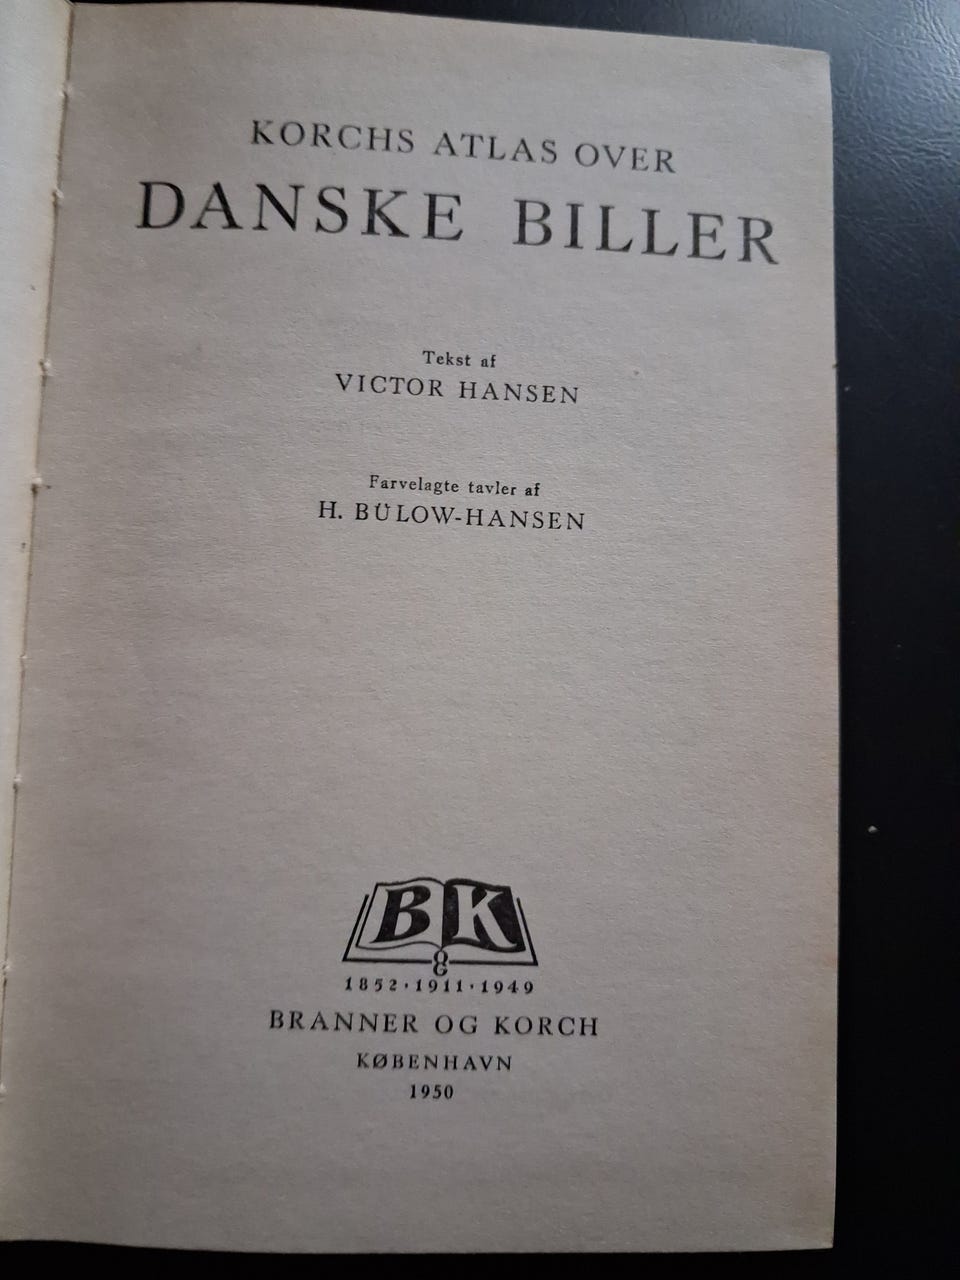 KORCHS ATLAS OVER
DANSKE BILLER
Tekst af
VICTOR HANSEN
Farvelagte tavler af
H. BÜLOW-HANSEN
B & K
1852 · 1911 · 1949
BRANNER OG KORCH
KØBENHAVN
1950